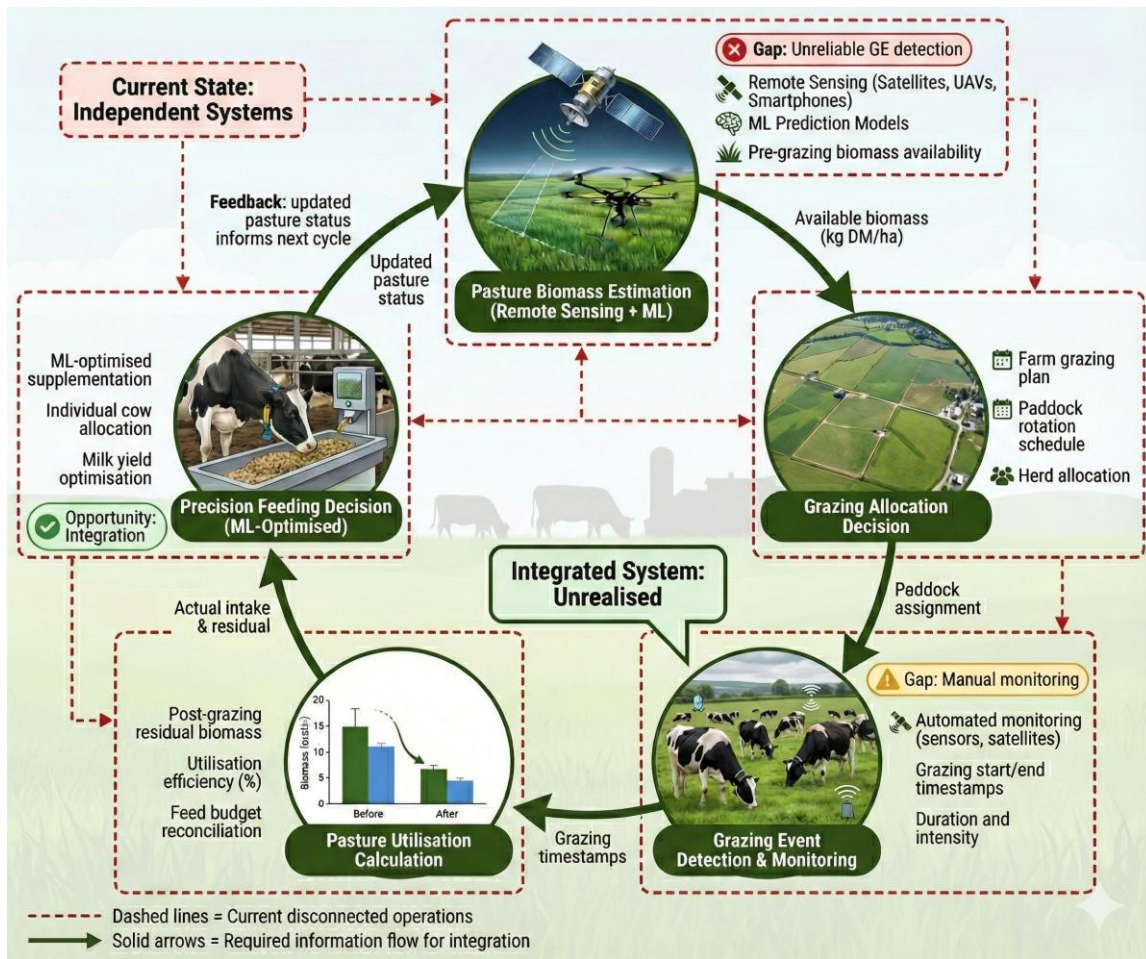 Current State:
Independent Systems
Gap: Unreliable GE detection
Remote Sensing (Satellites, UAVs,
Smartphones)
ML Prediction Models
Pre-grazing biomass availability
Feedback: updated
pasture status
informs next cycle
Updated
pasture
status
Pasture Biomass Estimation
(Remote Sensing + ML)
Available biomass
(kg DM/ha)
ML-optimised
supplementation
Individual cow
allocation
Milk yield
optimisation
Opportunity:
Integration
Precision Feeding Decision
(ML-Optimised)
Farm grazing
plan
Paddock
rotation
schedule
Herd allocation
Grazing Allocation
Decision
Integrated System:
Unrealised
Paddock
assignment
Actual intake
& residual
Gap: Manual monitoring
Automated monitoring
(sensors, satellites)
Grazing start/end
timestamps
Duration and
intensity
Grazing Event
Detection & Monitoring
Grazing
timestamps
Post-grazing
residual biomass
Utilisation
efficiency (%)
Feed budget
reconciliation
Biomass
20
15
10
5
0
Before
After
Pasture Utilisation
Calculation
Dashed lines = Current disconnected operations
Solid arrows = Required information flow for integration